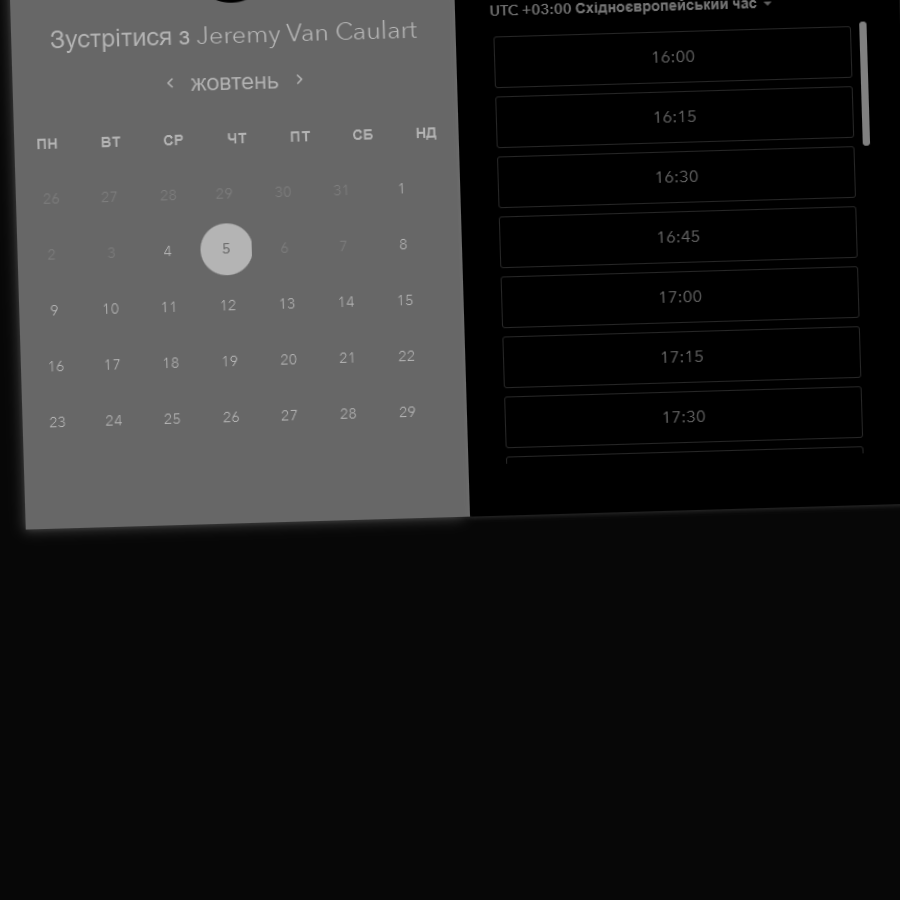 Зустрітися з Jeremy Van Caulart
‹ жовтень ›
ПН ВТ СР ЧТ ПТ СБ НД
26 27 28 29 30 31 1
2 3 4 5 6 7 8
9 10 11 12 13 14 15
16 17 18 19 20 21 22
23 24 25 26 27 28 29
UTC +03:00 Східноєвропейський час
16:00
16:15
16:30
16:45
17:00
17:15
17:30